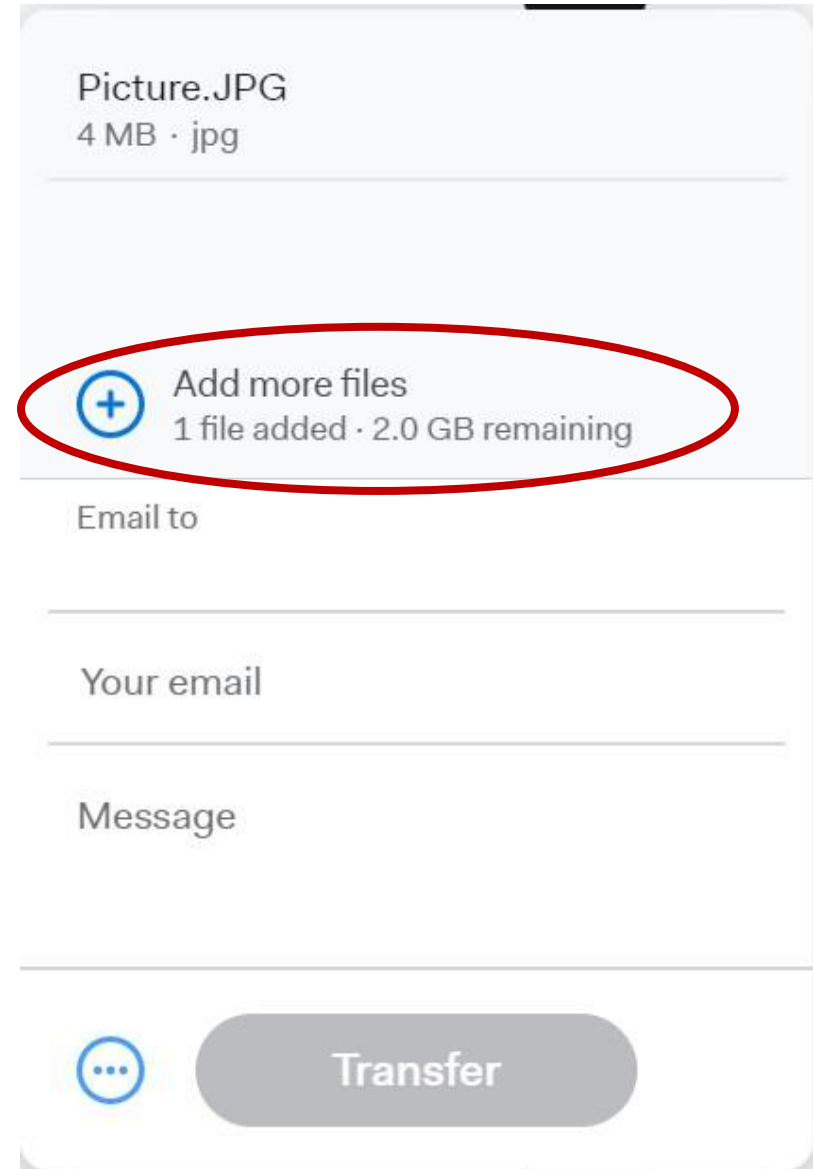 Picture.JPG
4 MB · jpg
Add more files
1 file added · 2.0 GB remaining
Email to
Your email
Message
Transfer